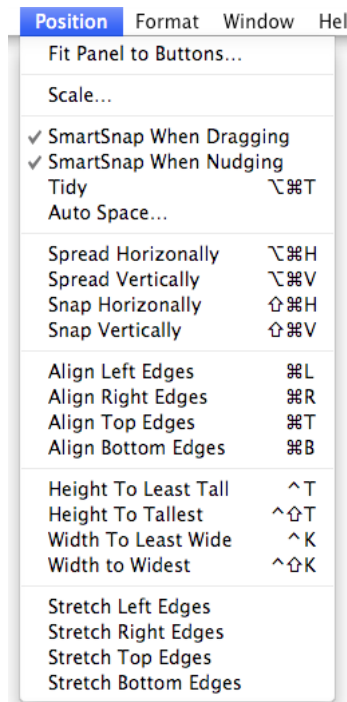 Position Format Window Hel
Fit Panel to Buttons...
Scale...
✓ SmartSnap When Dragging
✓ SmartSnap When Nudging
Tidy ⌥⌘T
Auto Space...
Spread Horizonally ⌥⌘H
Spread Vertically ⌥⌘V
Snap Horizonally ⇧⌘H
Snap Vertically ⇧⌘V
Align Left Edges ⌘L
Align Right Edges ⌘R
Align Top Edges ⌘T
Align Bottom Edges ⌘B
Height To Least Tall ^T
Height To Tallest ^⇧T
Width To Least Wide ^K
Width to Widest ^⇧K
Stretch Left Edges
Stretch Right Edges
Stretch Top Edges
Stretch Bottom Edges